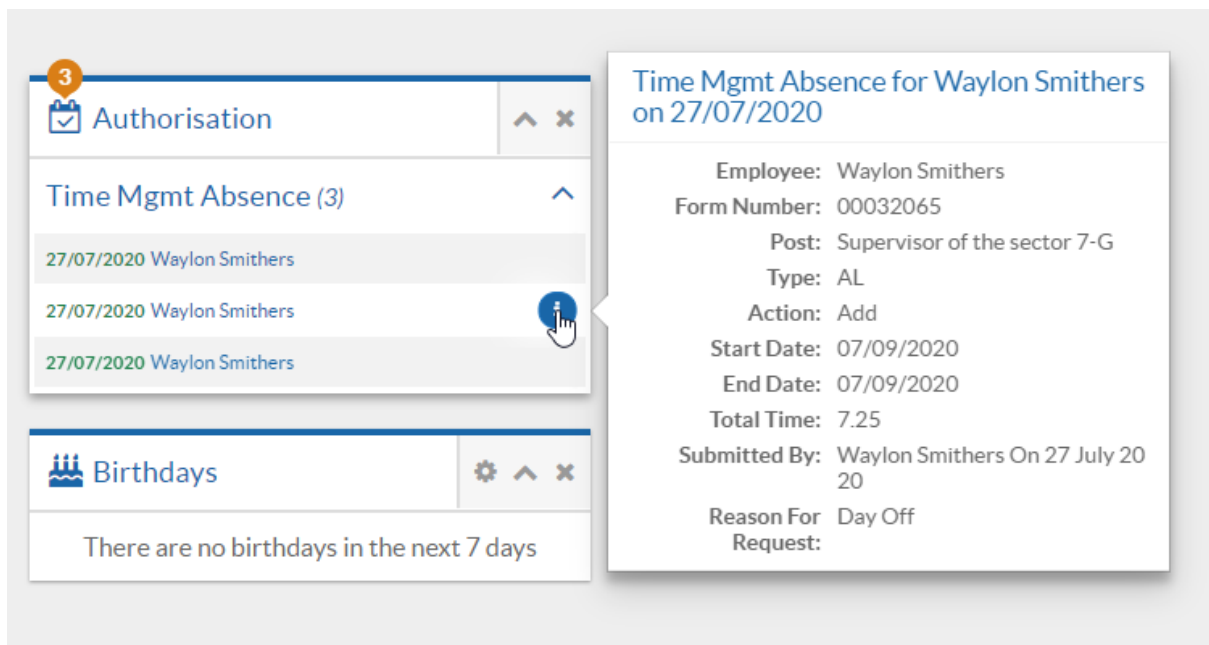 3
Authorisation
Time Mgmt Absence (3)
27/07/2020 Waylon Smithers
27/07/2020 Waylon Smithers
27/07/2020 Waylon Smithers
Birthdays
There are no birthdays in the next 7 days
Time Mgmt Absence for Waylon Smithers
on 27/07/2020
Employee: Waylon Smithers
Form Number: 00032065
Post: Supervisor of the sector 7-G
Type: AL
Action: Add
Start Date: 07/09/2020
End Date: 07/09/2020
Total Time: 7.25
Submitted By: Waylon Smithers On 27 July 20
20
Reason For Day Off
Request: